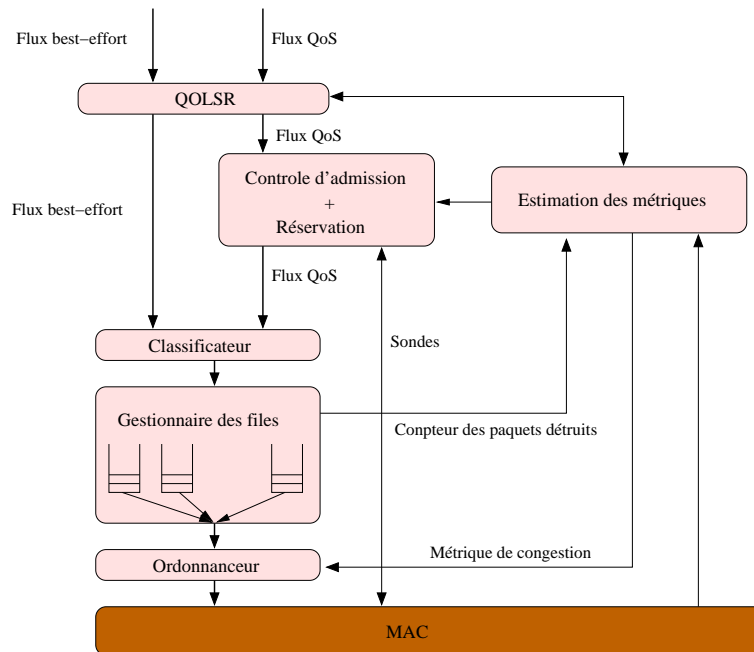 Flux best−effort
Flux QoS
QOLSR
Flux QoS
Controle d'admission
+
Réservation
Estimation des métriques
Flux best−effort
Flux QoS
Classificateur
Sondes
Gestionnaire des files
Conpteur des paquets détruits
Métrique de congestion
Ordonnanceur
MAC